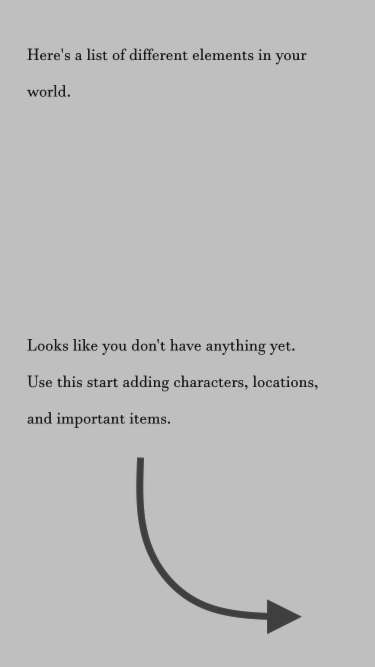 Here's a list of different elements in your
world.
Looks like you don't have anything yet.
Use this start adding characters, locations,
and important items.